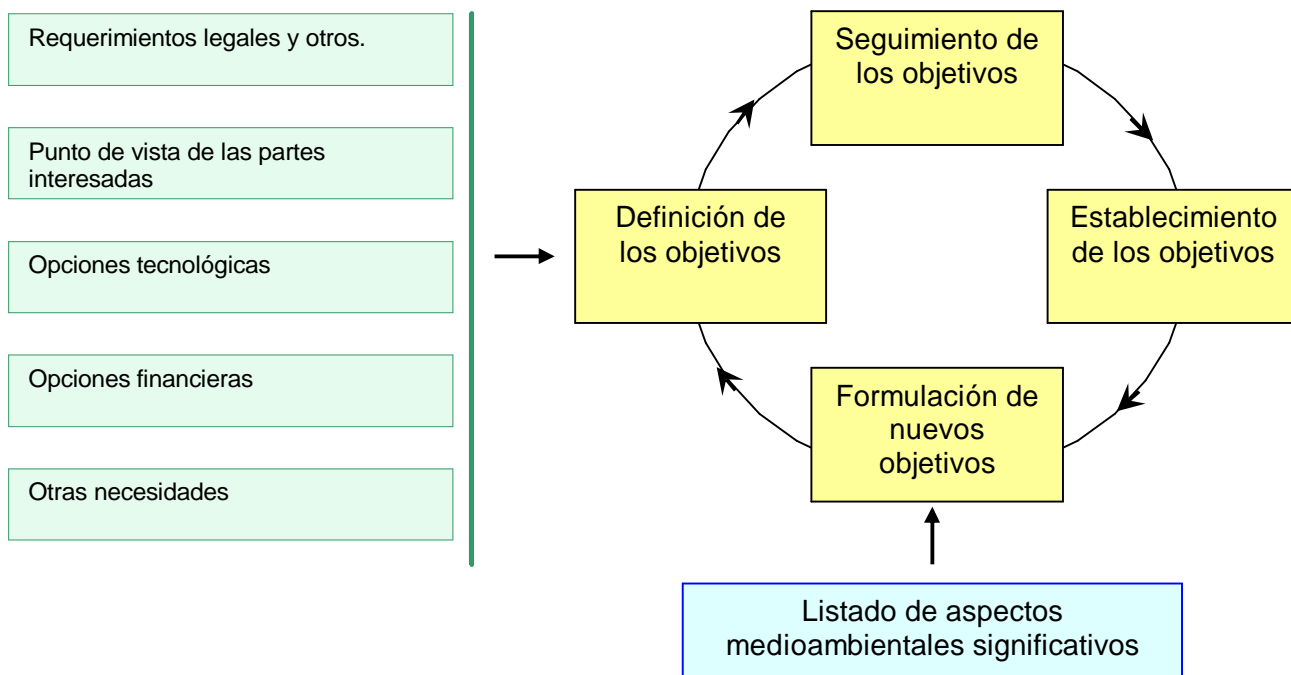 Requerimientos legales y otros.
Punto de vista de las partes
interesadas
Opciones tecnológicas
Opciones financieras
Otras necesidades
Seguimiento de
los objetivos
Definición de
los objetivos
Establecimiento
de los objetivos
Formulación de
nuevos
objetivos
Listado de aspectos
medioambientales significativos